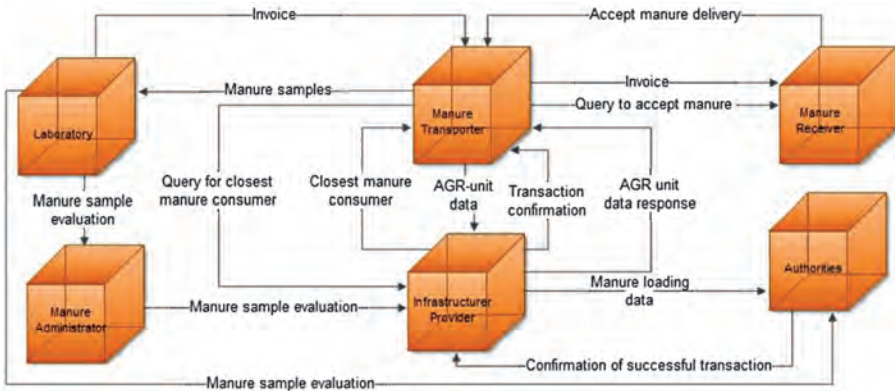 Invoice
Accept manure delivery
Manure samples
Invoice
Query to accept manure
Laboratory
Manure
Transporter
Manure
Receiver
Manure sample
evaluation
Query for closest
manure consumer
Closest manure
consumer
AGR-unit
data
Transaction
confirmation
AGR unit
data response
Manure
Administrator
Manure sample evaluation
Infrastructurer
Provider
Manure loading
data
Authorities
Confirmation of successful transaction
Manure sample evaluation